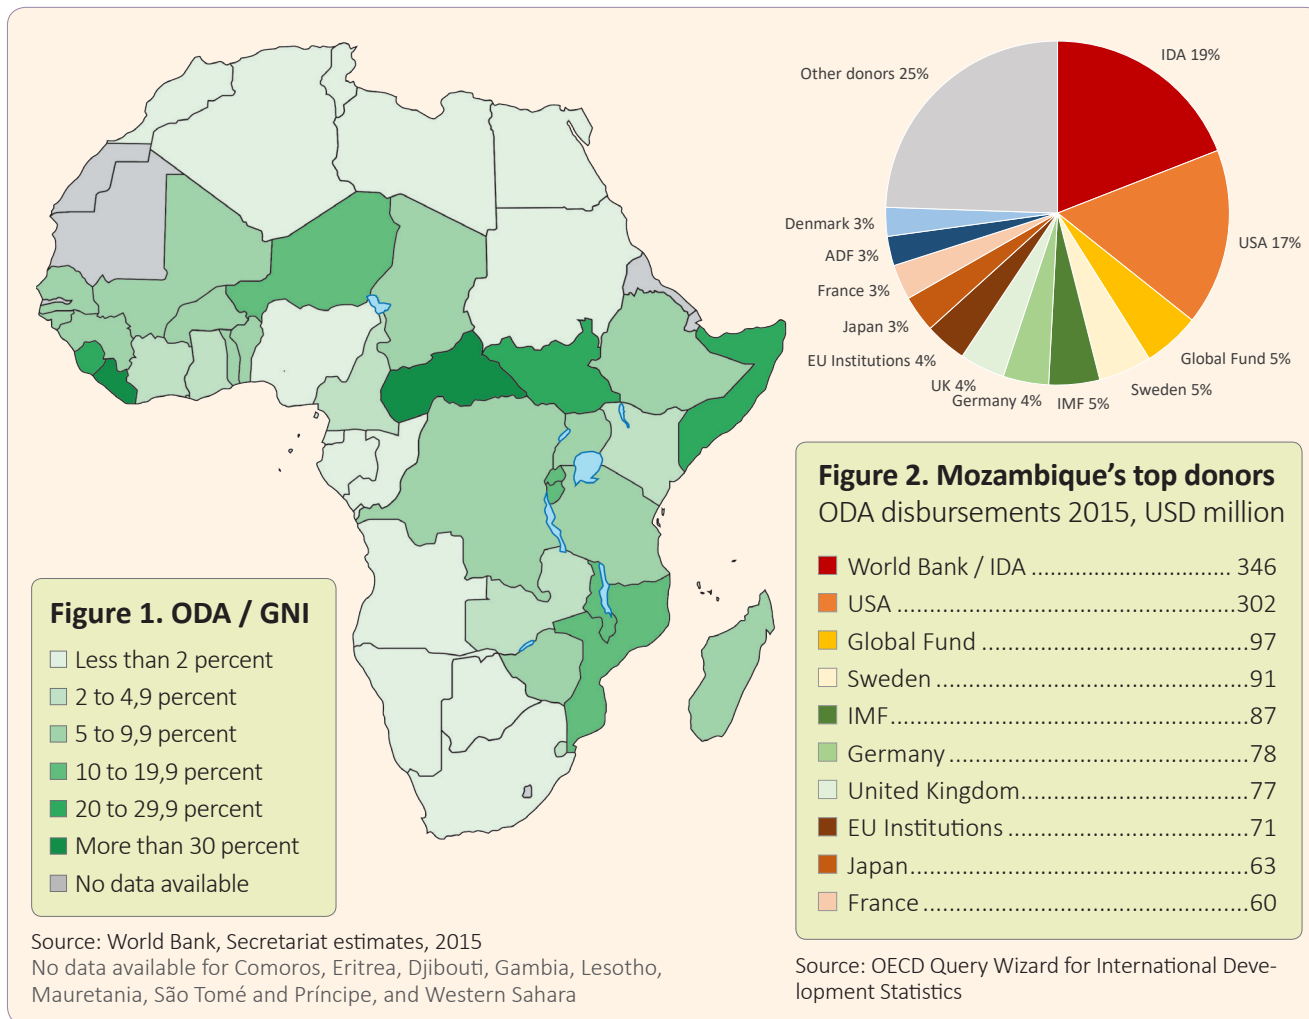 Other donors 25%
IDA 19%
USA 17%
Global Fund 5%
Sweden 5%
IMF 5%
Germany 4%
UK 4%
EU Institutions 4%
Japan 3%
France 3%
ADF 3%
Denmark 3%
Figure 1. ODA / GNI
Less than 2 percent
2 to 4,9 percent
5 to 9,9 percent
10 to 19,9 percent
20 to 29,9 percent
More than 30 percent
No data available
Source: World Bank, Secretariat estimates, 2015
No data available for Comoros, Eritrea, Djibouti, Gambia, Lesotho,
Mauretania, São Tomé and Príncipe, and Western Sahara
Figure 2. Mozambique's top donors
ODA disbursements 2015, USD million
World Bank / IDA ............................. 346
USA ..................................................302
Global Fund ......................................97
Sweden .............................................91
IMF....................................................87
Germany ...........................................78
United Kingdom.................................77
EU Institutions ..................................71
Japan.................................................63
France ...............................................60
Source: OECD Query Wizard for International Deve-
lopment Statistics